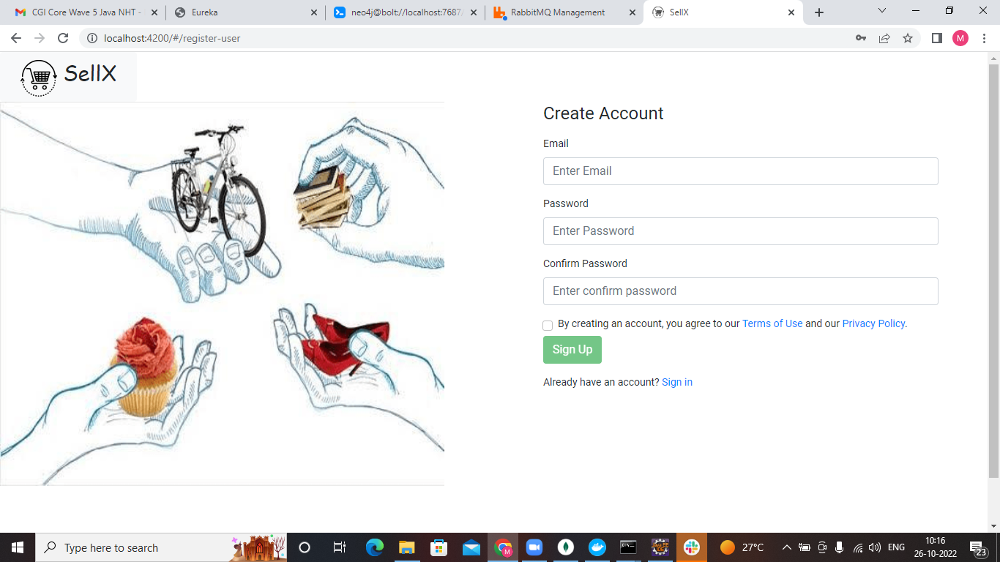 CGI Core Wave 5 Java NHT -
Eureka
neo4j@bolt://localhost:7687/
RabbitMQ Management
SellX
localhost:4200/#/register-user
M
SellX
Create Account
Email
Enter Email
Password
Enter Password
Confirm Password
Enter confirm password
By creating an account, you agree to our Terms of Use and our Privacy Policy.
Sign Up
Already have an account? Sign in
Type here to search
27°C
ENG
10:16
26-10-2022
23